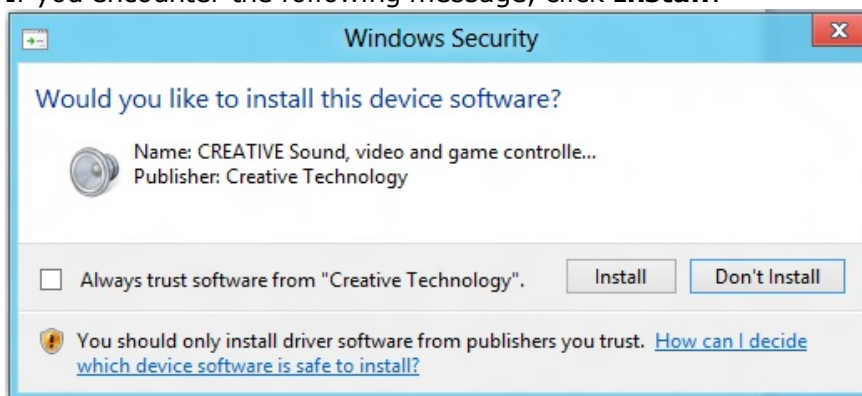 If you encounter the following message, click Install.
Windows Security
Would you like to install this device software?
Name: CREATIVE Sound, video and game controlle...
Publisher: Creative Technology
Always trust software from "Creative Technology".
Install
Don't Install
You should only install driver software from publishers you trust. How can I decide
which device software is safe to install?